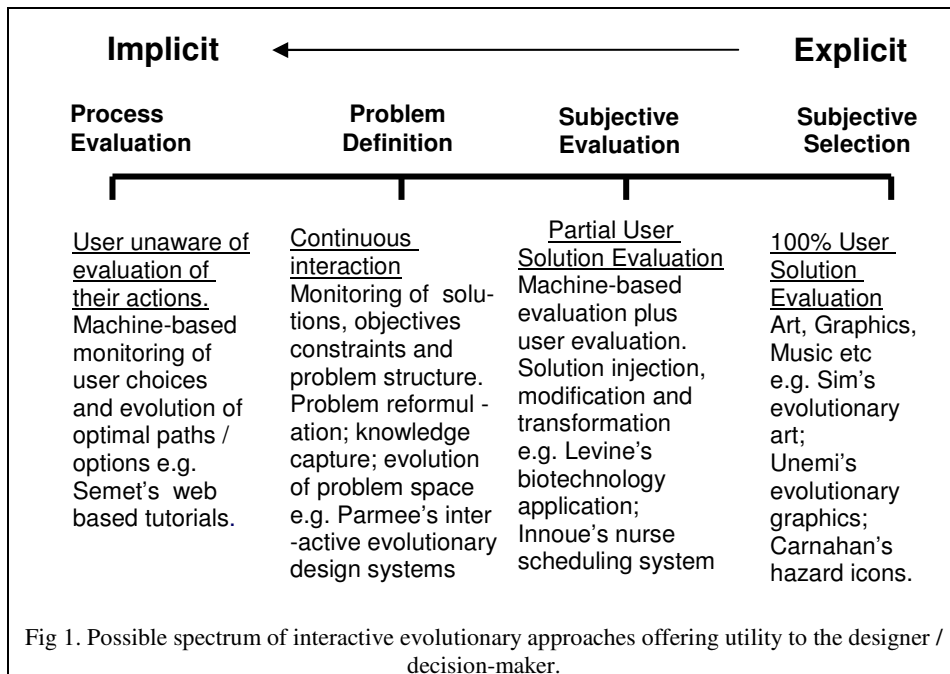 Implicit Explicit
Process Evaluation
Problem Definition
Subjective Evaluation
Subjective Selection
User unaware of
evaluation of
their actions.
Machine-based
monitoring of
user choices
and evolution of
optimal paths /
options e.g.
Semet's web
based tutorials.
Continuous
interaction
Monitoring of solu-
tions, objectives
constraints and
problem structure.
Problem reformul -
ation; knowledge
capture; evolution
of problem space
e.g. Parmee's inter
-active evolutionary
design systems
Partial User
Solution Evaluation
Machine-based
evaluation plus
user evaluation.
Solution injection,
modification and
transformation
e.g. Levine's
biotechnology
application;
Innoue's nurse
scheduling system
100% User
Solution
Evaluation
Art, Graphics,
Music etc
e.g. Sim's
evolutionary
art;
Unemi's
evolutionary
graphics;
Carnahan's
hazard icons.
Fig 1. Possible spectrum of interactive evolutionary approaches offering utility to the designer /
decision-maker.